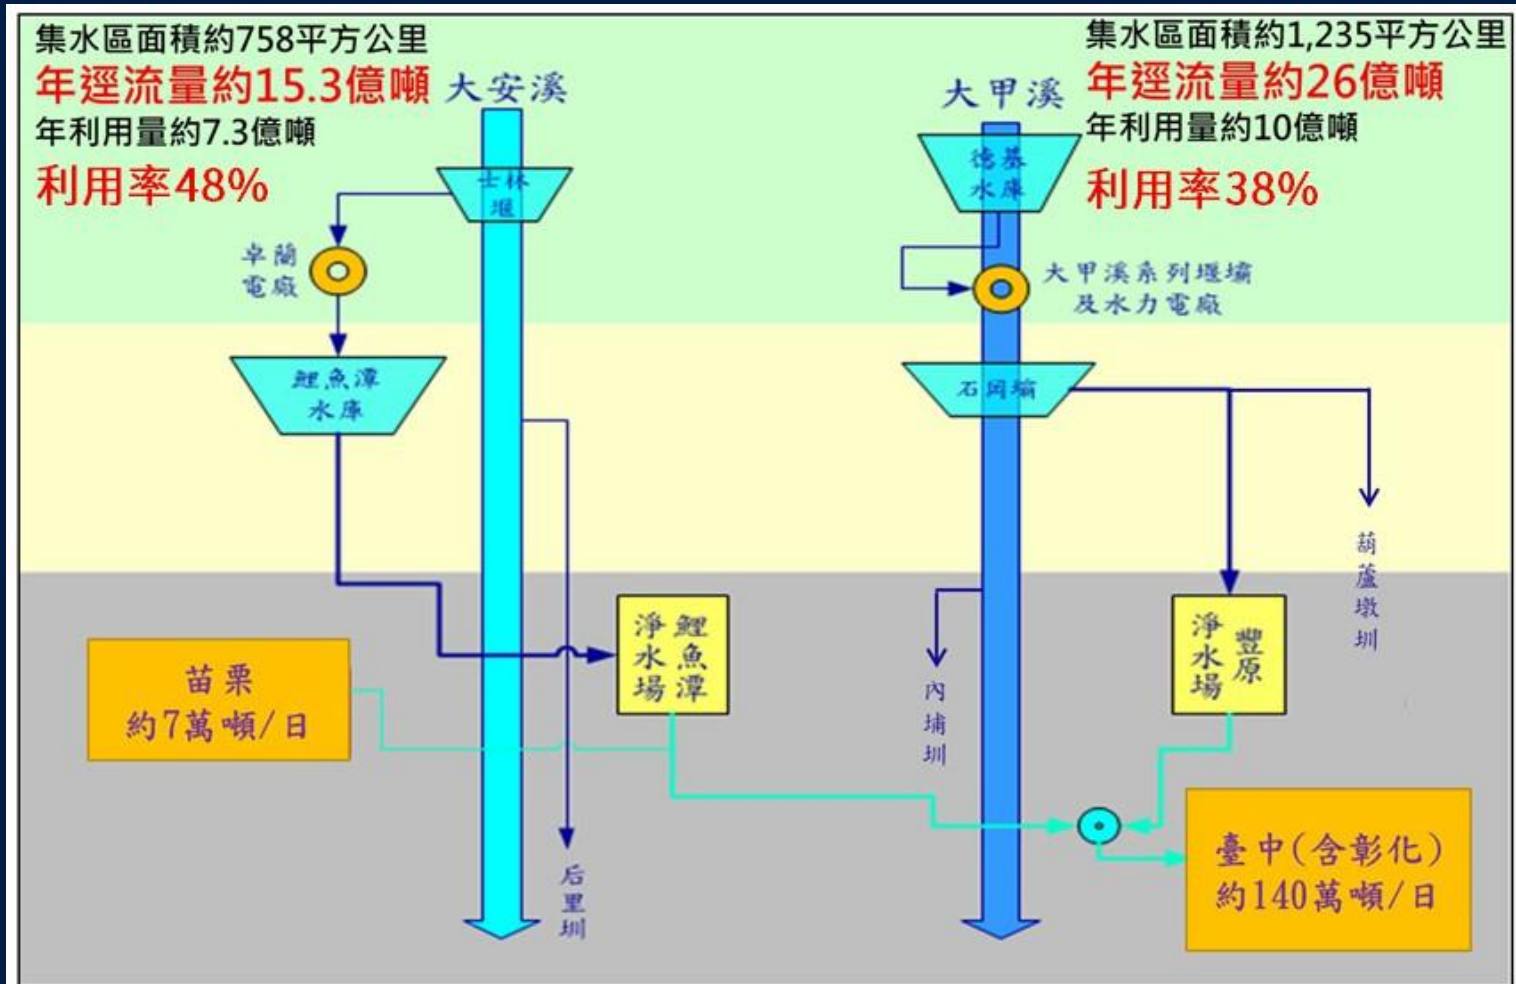 集水區面積約758平方公里
年逕流量約15.3億噸
年利用量約7.3億噸
利用率48%
大安溪
大甲溪
集水區面積約1,235平方公里
年逕流量約26億噸
年利用量約10億噸
利用率38%
士林
堰
德基
水庫
卓蘭
電廠
大甲溪系列堰壩
及水力電廠
鯉魚潭
水庫
石岡壩
葫蘆墩圳
鯉魚潭
淨水場
豐原
淨水場
苗栗
約7萬噸/日
內埔圳
后里圳
臺中(含彰化)
約140萬噸/日